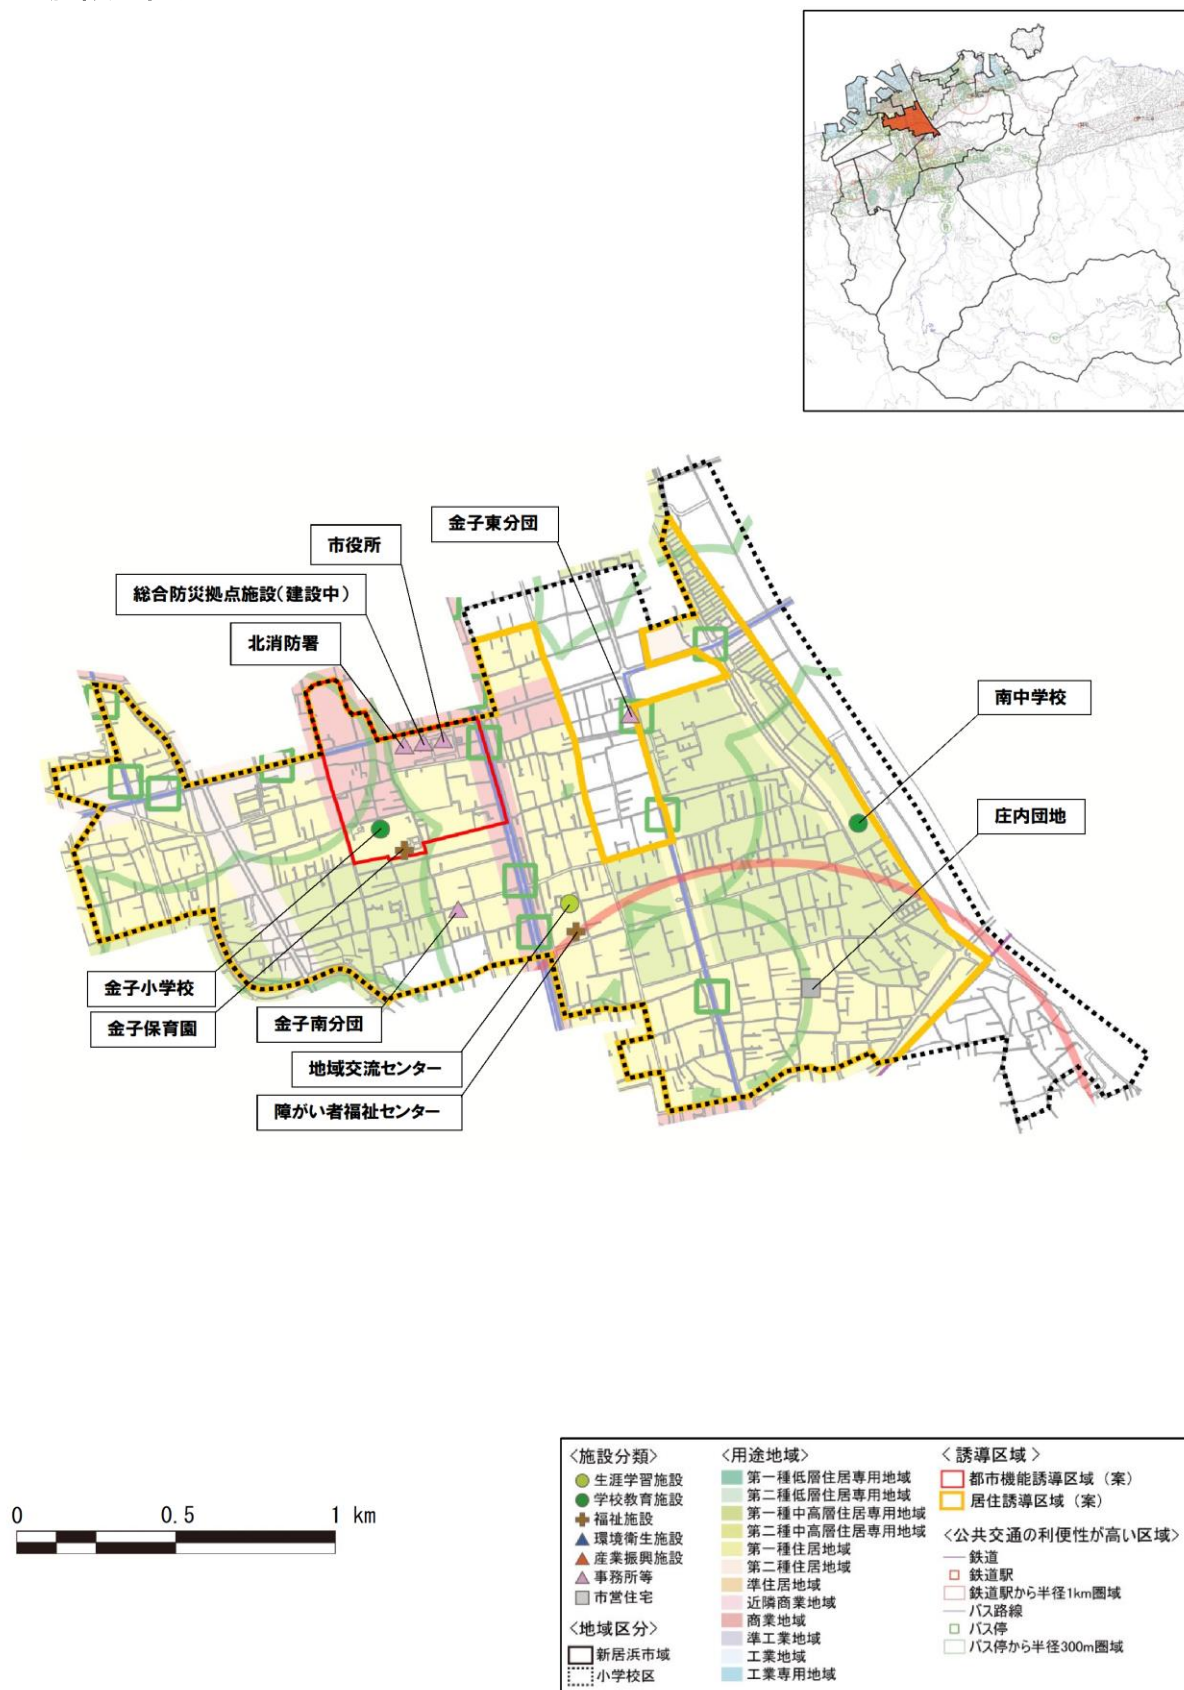 金子東分団
市役所
総合防災拠点施設(建設中)
北消防署
南中学校
庄内団地
金子小学校
金子保育園
金子南分団
地域交流センター
障がい者福祉センター
0 0.5 1 km
〈施設分類〉
生涯学習施設
学校教育施設
福祉施設
環境衛生施設
産業振興施設
事務所等
市営住宅
〈地域区分〉
新居浜市域
小学校区
〈用途地域〉
第一種低層住居専用地域
第二種低層住居専用地域
第一種中高層住居専用地域
第二種中高層住居専用地域
第一種住居地域
第二種住居地域
準住居地域
近隣商業地域
商業地域
準工業地域
工業地域
工業専用地域
〈誘導区域〉
都市機能誘導区域(案)
居住誘導区域(案)
〈公共交通の利便性が高い区域〉
鉄道
鉄道駅
鉄道駅から半径1km圏域
バス路線
バス停
バス停から半径300m圏域